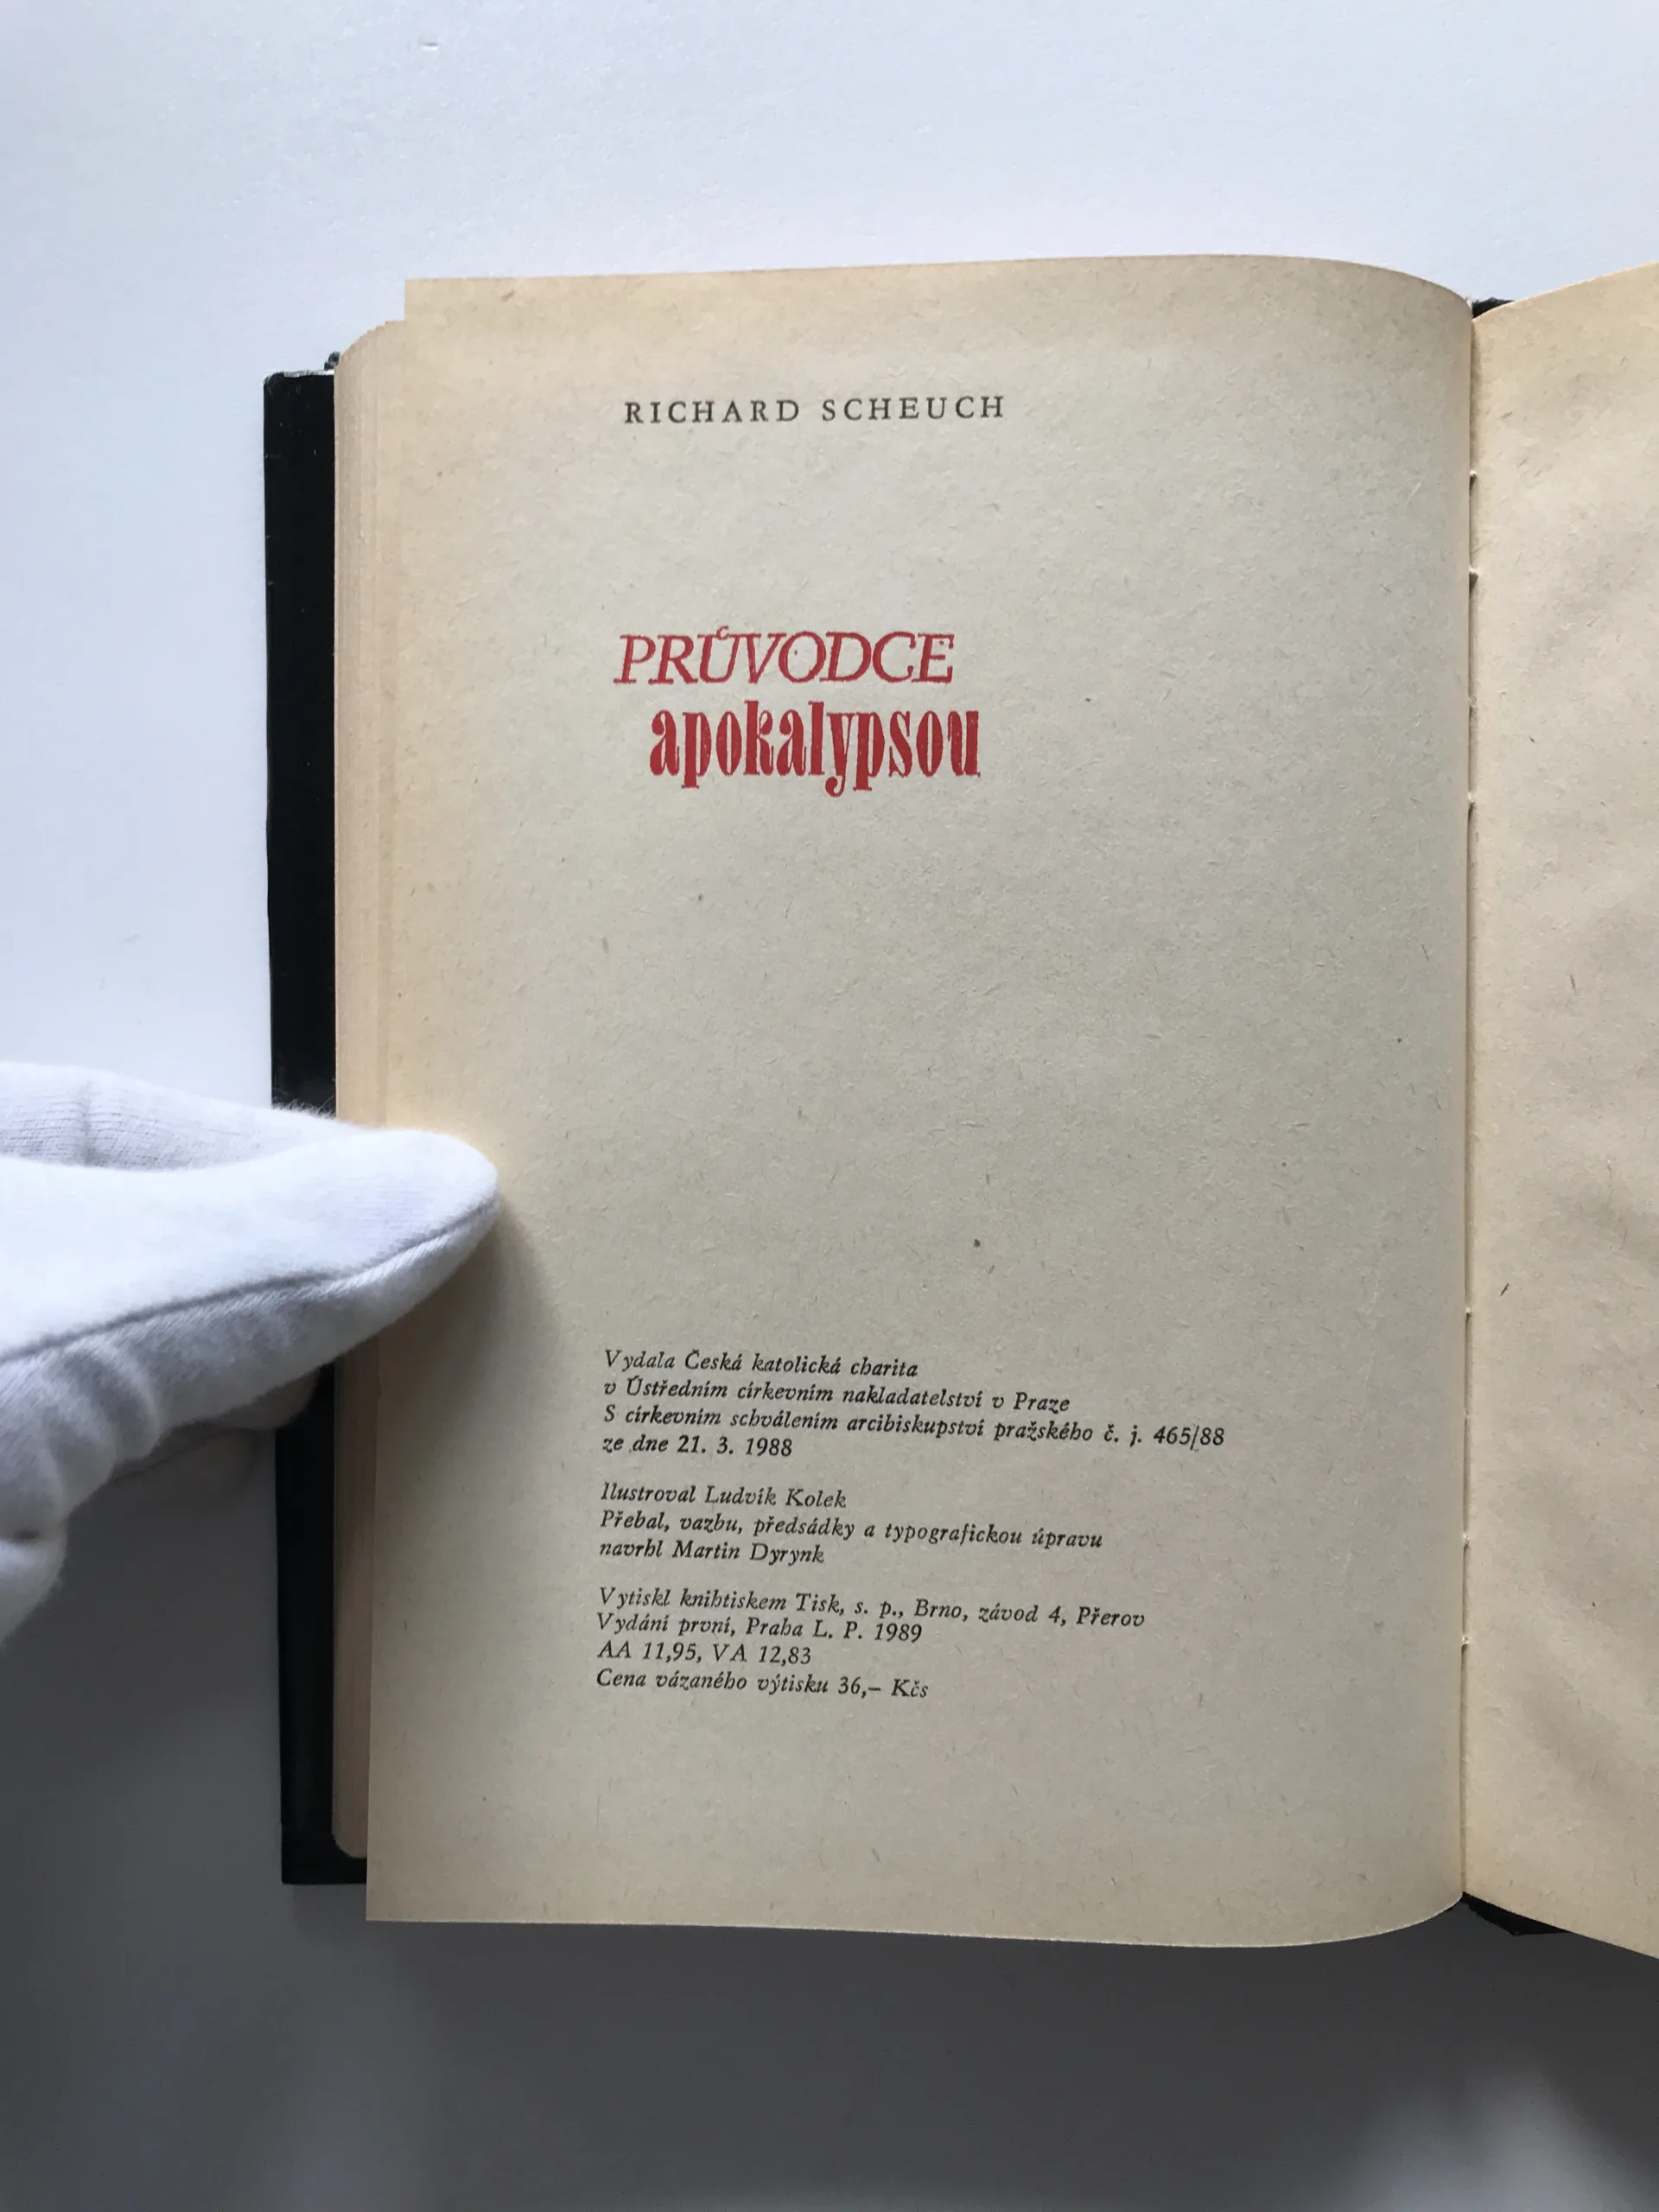 RICHARD SCHEUCH
PRŮVODCE
apokalypsou
Vydala Česká katolická charita
v Ústředním církevním nakladatelství v Praze
S církevním schválením arcibiskupství pražského č. j. 465/88
ze dne 21. 3. 1988
Ilustroval Ludvík Kolek
Přebal, vazbu, předsádky a typografickou úpravu
navrhl Martin Dyrynk
Vytiskl knihtiskem Tisk, s. p., Brno, závod 4, Přerov
Vydání první, Praha L. P. 1989
AA 11,95, VA 12,83
Cena vázaného výtisku 36,– Kčs